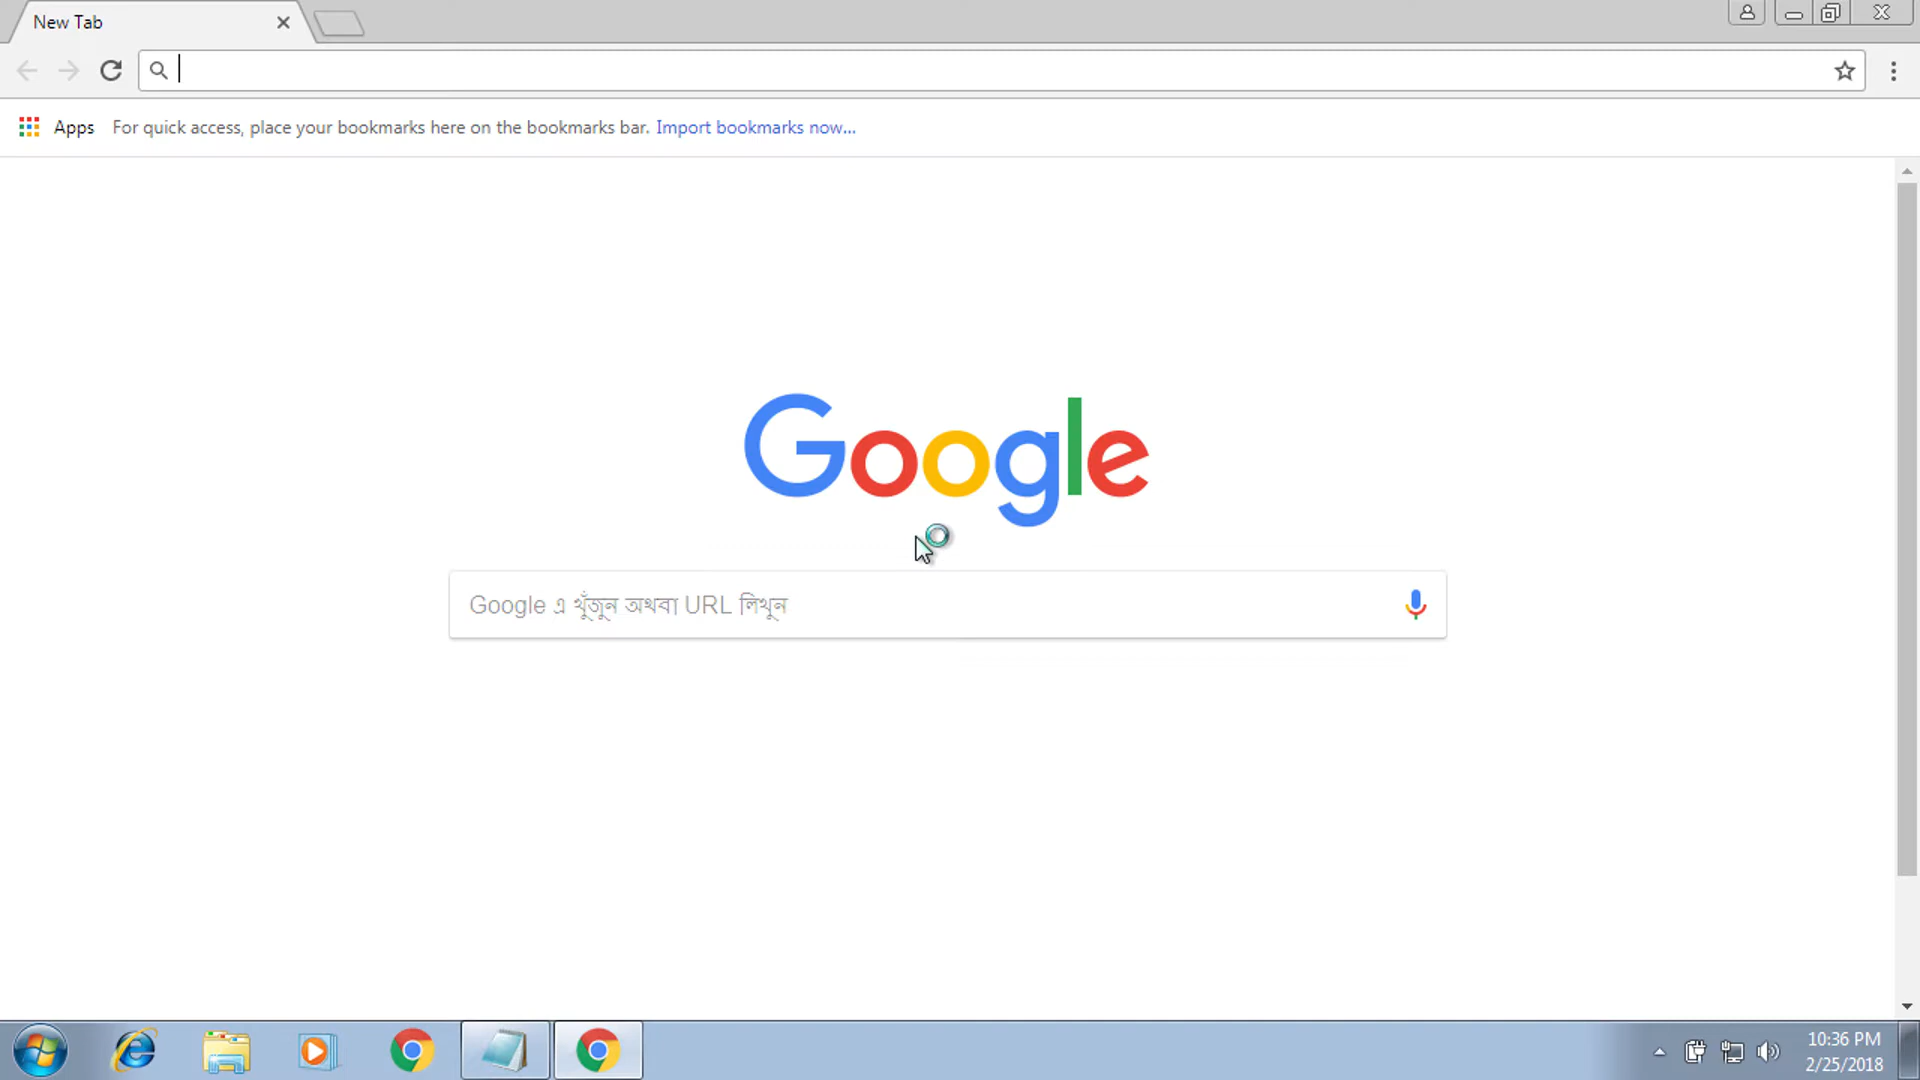 New Tab
Apps For quick access, place your bookmarks here on the bookmarks bar. Import bookmarks now...
Google
Google এ খুঁজুন অথবা URL লিখুন
10:36 PM
2/25/2018